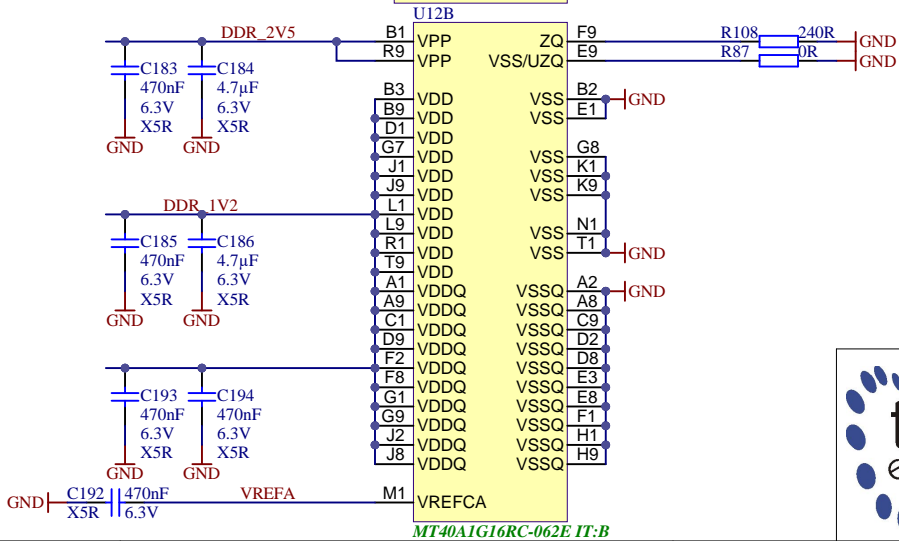 U12B
DDR_2V5 B1 VPP ZQ F9 R108 240R GND
R9 VPP VSS/UZQ E9 R87 0R GND
C183 C184
470nF 4.7µF
6.3V 6.3V
X5R X5R
GND GND
B3 VDD VSS B2 GND
B9 VDD VSS E1
D1 VDD
G7 VDD VSS G8
J1 VDD VSS K1
J9 VDD VSS K9
DDR_1V2 L1 VDD
L9 VDD VSS N1
R1 VDD VSS T1 GND
T9 VDD
C185 C186
470nF 4.7µF
6.3V 6.3V
X5R X5R
GND GND
A1 VDDQ VSSQ A2 GND
A9 VDDQ VSSQ A8
C1 VDDQ VSSQ C9
D9 VDDQ VSSQ D2
F2 VDDQ VSSQ D8
F8 VDDQ VSSQ E3
G1 VDDQ VSSQ E8
G9 VDDQ VSSQ F1
J2 VDDQ VSSQ H1
J8 VDDQ VSSQ H9
C193 C194
470nF 470nF
6.3V 6.3V
X5R X5R
GND GND
GND C192 470nF VREFA M1 VREFCA
X5R 6.3V
MT40A1G16RC-062E IT:B